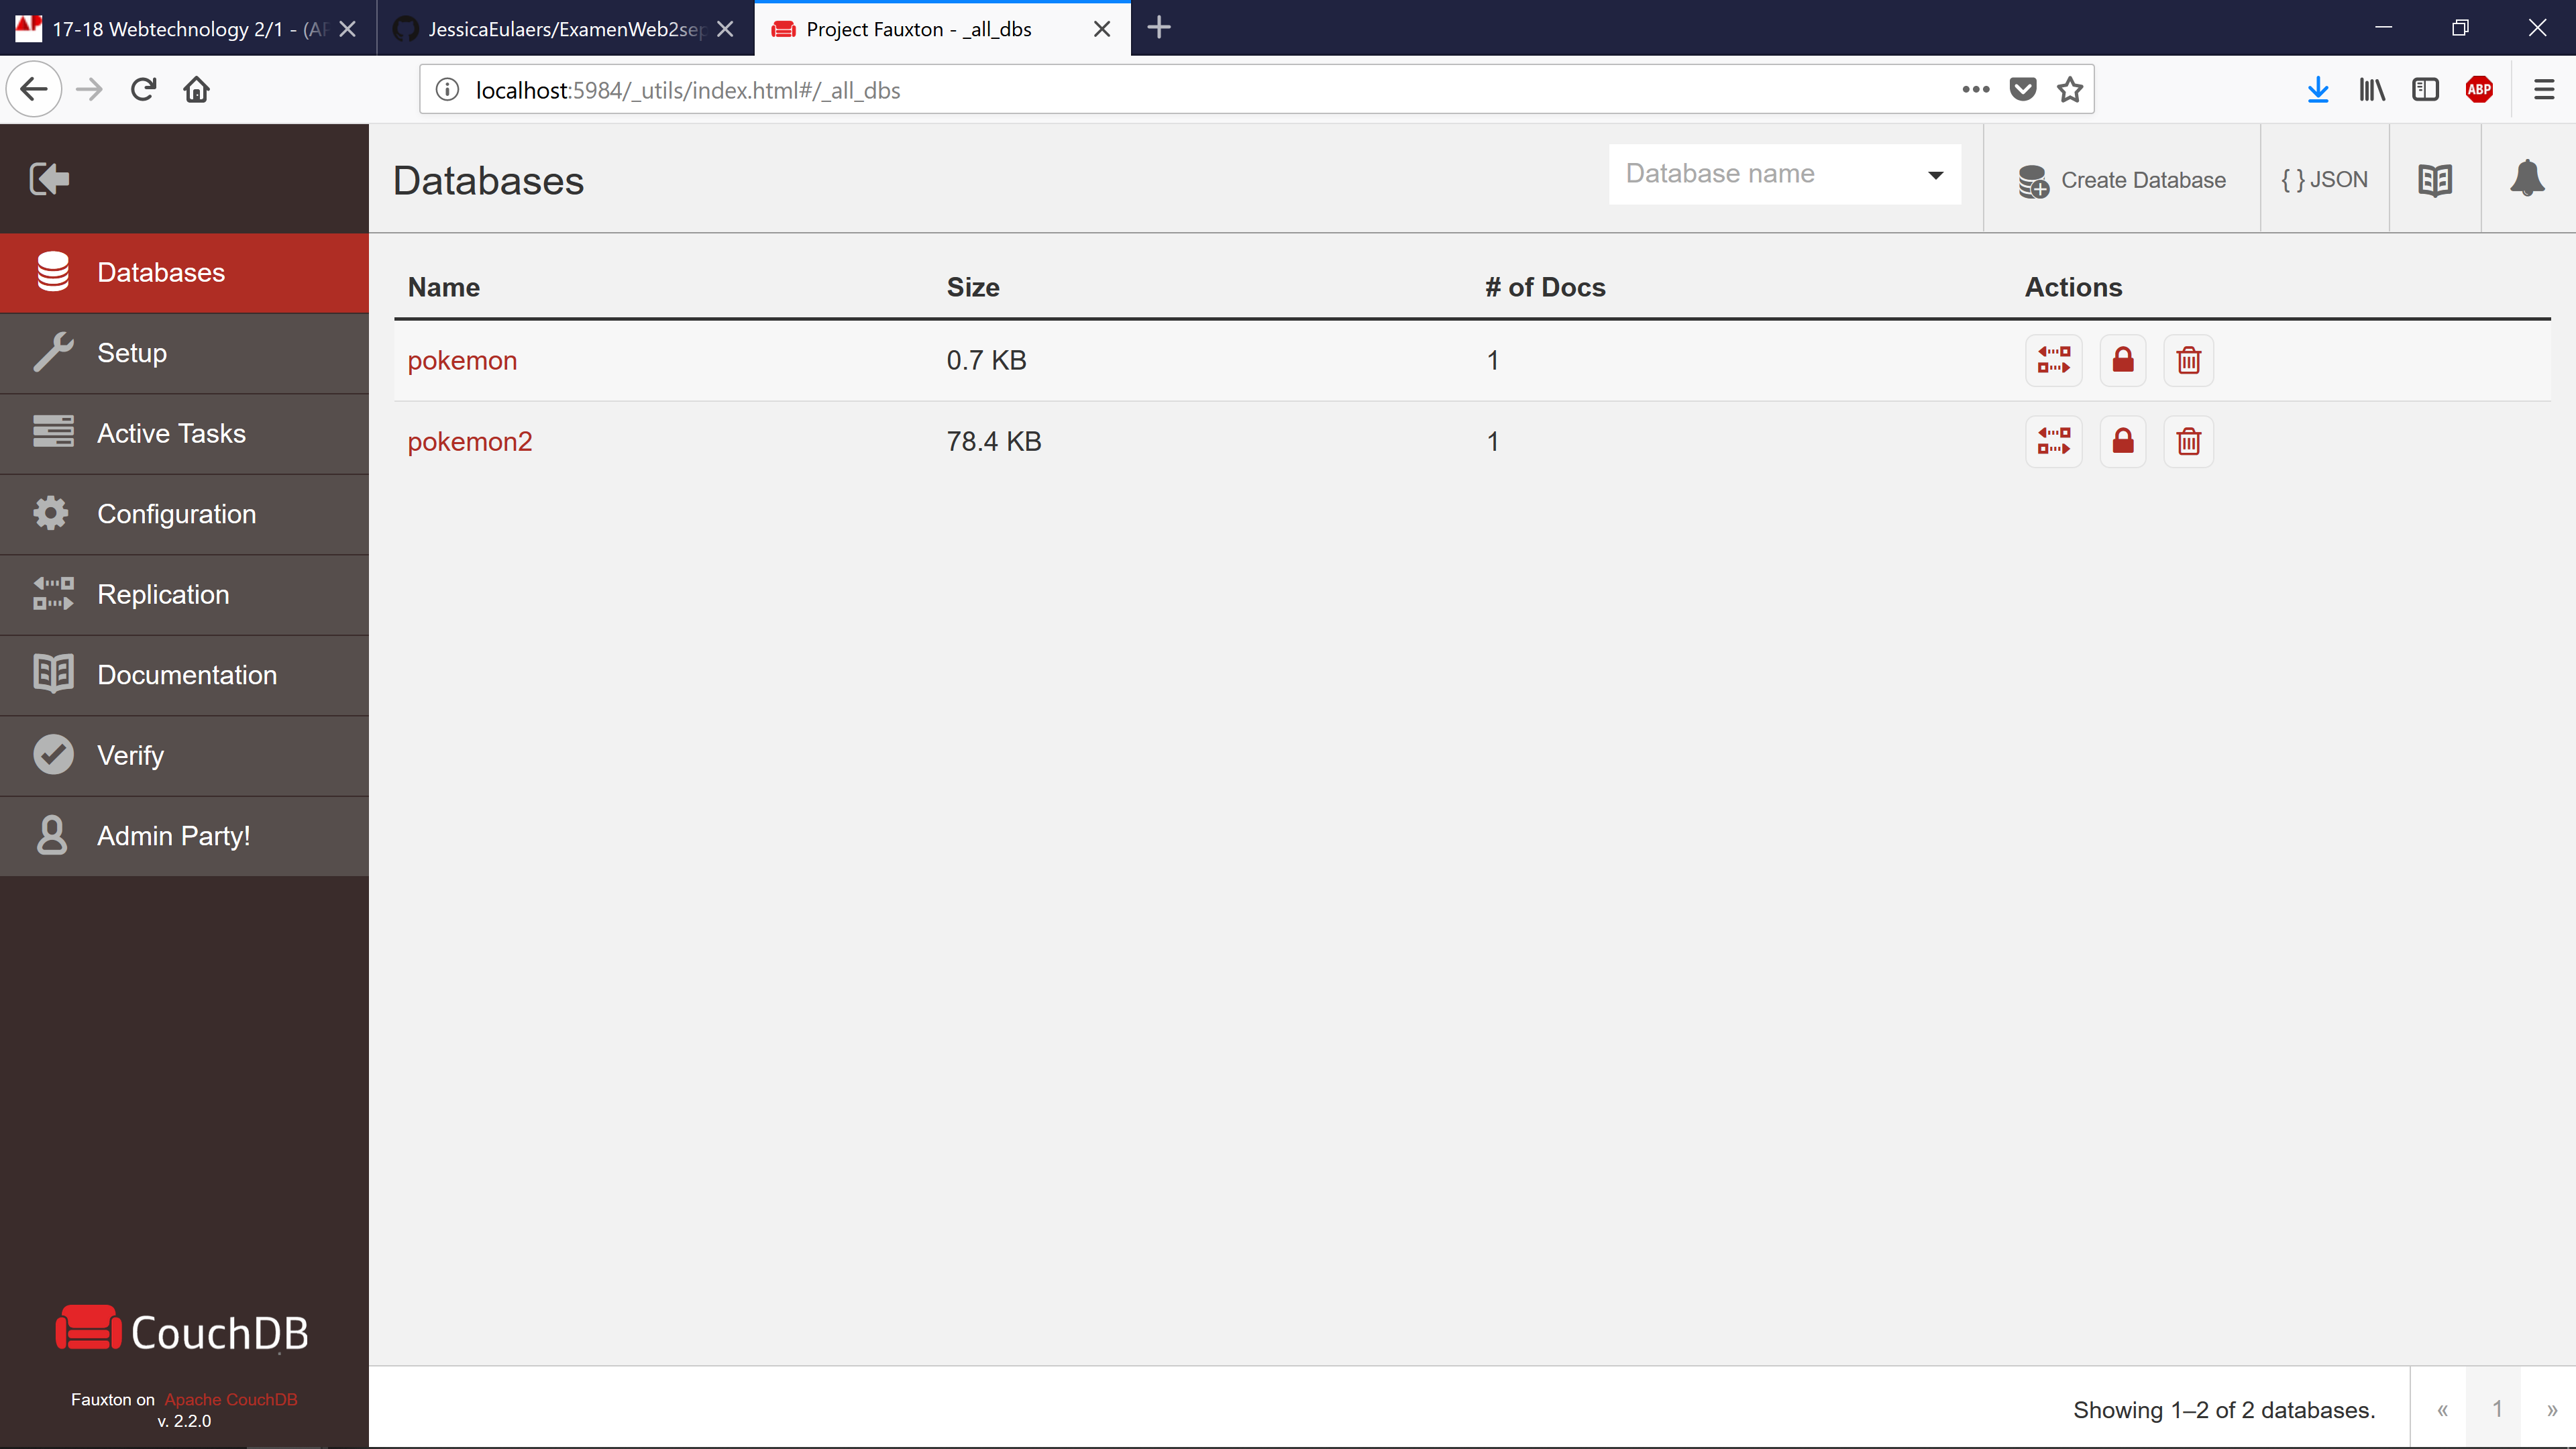 17-18 Webtechnology 2/1 - (AP
JessicaEulaers/ExamenWeb2sep
Project Fauxton - _all_dbs
localhost:5984/_utils/index.html#/_all_dbs
ABP
Databases
Database name
Create Database
{ } JSON
Databases
Setup
Active Tasks
Configuration
Replication
Documentation
Verify
Admin Party!
Name Size # of Docs Actions
pokemon 0.7 KB 1
pokemon2 78.4 KB 1
CouchDB
Fauxton on Apache CouchDB
v. 2.2.0
Showing 1–2 of 2 databases.
« 1 »